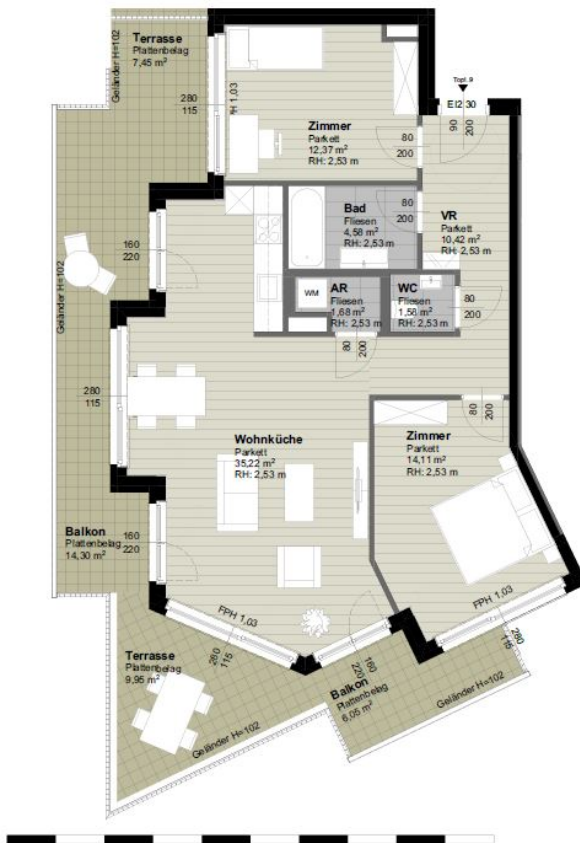 Terrasse
Plattenbelag
7,45 m²
Geländer H=102
280
115
FPH 1,03
Zimmer
Parkett
12,37 m²
RH: 2,53 m
80
200
Topt. 9
EI2 30
90
200
Bad
Fliesen
4,58 m²
RH: 2,53 m
80
200
VR
Parkett
10,42 m²
RH: 2,53 m
160
220
Geländer H=102
WM
AR
Fliesen
1,68 m²
RH: 2,53 m
WC
Fliesen
1,58 m²
RH: 2,53 m
80
200
80
200
280
115
80
200
Wohnküche
Parkett
35,22 m²
RH: 2,53 m
Zimmer
Parkett
14,11 m²
RH: 2,53 m
Balkon
Plattenbelag
14,30 m²
160
220
FPH 1,03
280
115
160
220
FPH 1,03
280
115
Terrasse
Plattenbelag
9,95 m²
Balkon
Plattenbelag
6,05 m²
Geländer H=102
Geländer H=102